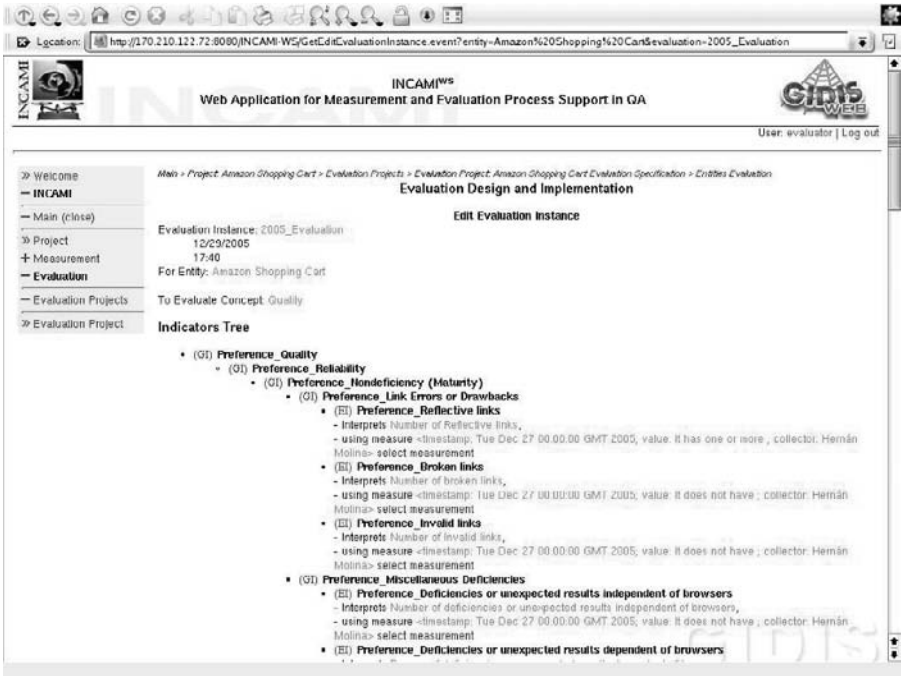 Location: http://170.210.122.72:8080/INCAMI-WS/GetEditEvaluationInstance.event?entity=Amazon%20Shopping%20Cart&evaluation=2005_Evaluation
INCAMI
INCAMIWS
Web Application for Measurement and Evaluation Process Support in QA
GIDIS
WEB
User: evaluator | Log out
» Welcome
– INCAMI
– Main (close)
» Project
+ Measurement
– Evaluation
– Evaluation Projects
» Evaluation Project
Main > Project: Amazon Shopping Cart > Evaluation Projects > Evaluation Project: Amazon Shopping Cart Evaluation Specification > Entities Evaluation
Evaluation Design and Implementation
Edit Evaluation Instance
Evaluation Instance: 2005_Evaluation
12/29/2005
17:40
For Entity: Amazon Shopping Cart
To Evaluate Concept: Quality
Indicators Tree
• (GI) Preference_Quality
◦ (GI) Preference_Reliability
▪ (GI) Preference_Nondeficiency (Maturity)
▪ (GI) Preference_Link Errors or Drawbacks
▪ (EI) Preference_Reflective links
- Interprets Number of Reflective links,
- using measure <timestamp: Tue Dec 27 00:00:00 GMT 2005; value: It has one or more ; collector: Hernán
Molina> select measurement
▪ (EI) Preference_Broken links
- Interprets Number of broken links,
- using measure <timestamp: Tue Dec 27 00:00:00 GMT 2005; value: It does not have ; collector: Hernán
Molina> select measurement
▪ (EI) Preference_Invalid links
- Interprets Number of invalid links,
- using measure <timestamp: Tue Dec 27 00:00:00 GMT 2005; value: It does not have ; collector: Hernán
Molina> select measurement
▪ (GI) Preference_Miscellaneous Deficiencies
▪ (EI) Preference_Deficiencies or unexpected results independent of browsers
- Interprets Number of deficiencies or unexpected results independent of browsers,
- using measure <timestamp: Tue Dec 27 00:00:00 GMT 2005; value: It does not have ; collector: Hernán
Molina> select measurement
▪ (EI) Preference_Deficiencies or unexpected results dependent of browsers